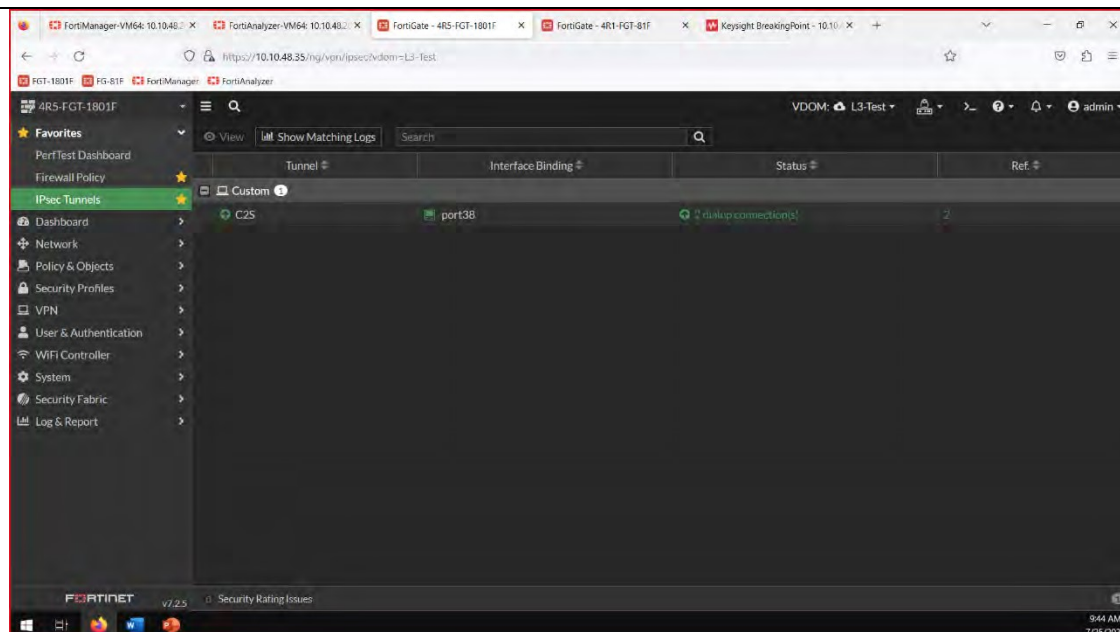 FortiManager-VM64: 10.10.48.2
FortiAnalyzer-VM64: 10.10.48.2
FortiGate - 4R5-FGT-1801F
FortiGate - 4R1-FGT-81F
Keysight BreakingPoint - 10.10.
https://10.10.48.35/ng/vpn/ipsec?vdom=L3-Test
FGT-1801F FG-81F FortiManager FortiAnalyzer
4R5-FGT-1801F
VDOM: L3-Test
admin
Favorites
View Show Matching Logs Search
PerfTest Dashboard
Tunnel Interface Binding Status Ref.
Firewall Policy
IPsec Tunnels
Custom 1
Dashboard
C2S port38 2 dialup connection(s) 2
Network
Policy & Objects
Security Profiles
VPN
User & Authentication
WiFi Controller
System
Security Fabric
Log & Report
FORTINET v7.2.5
Security Rating Issues
9:44 AM